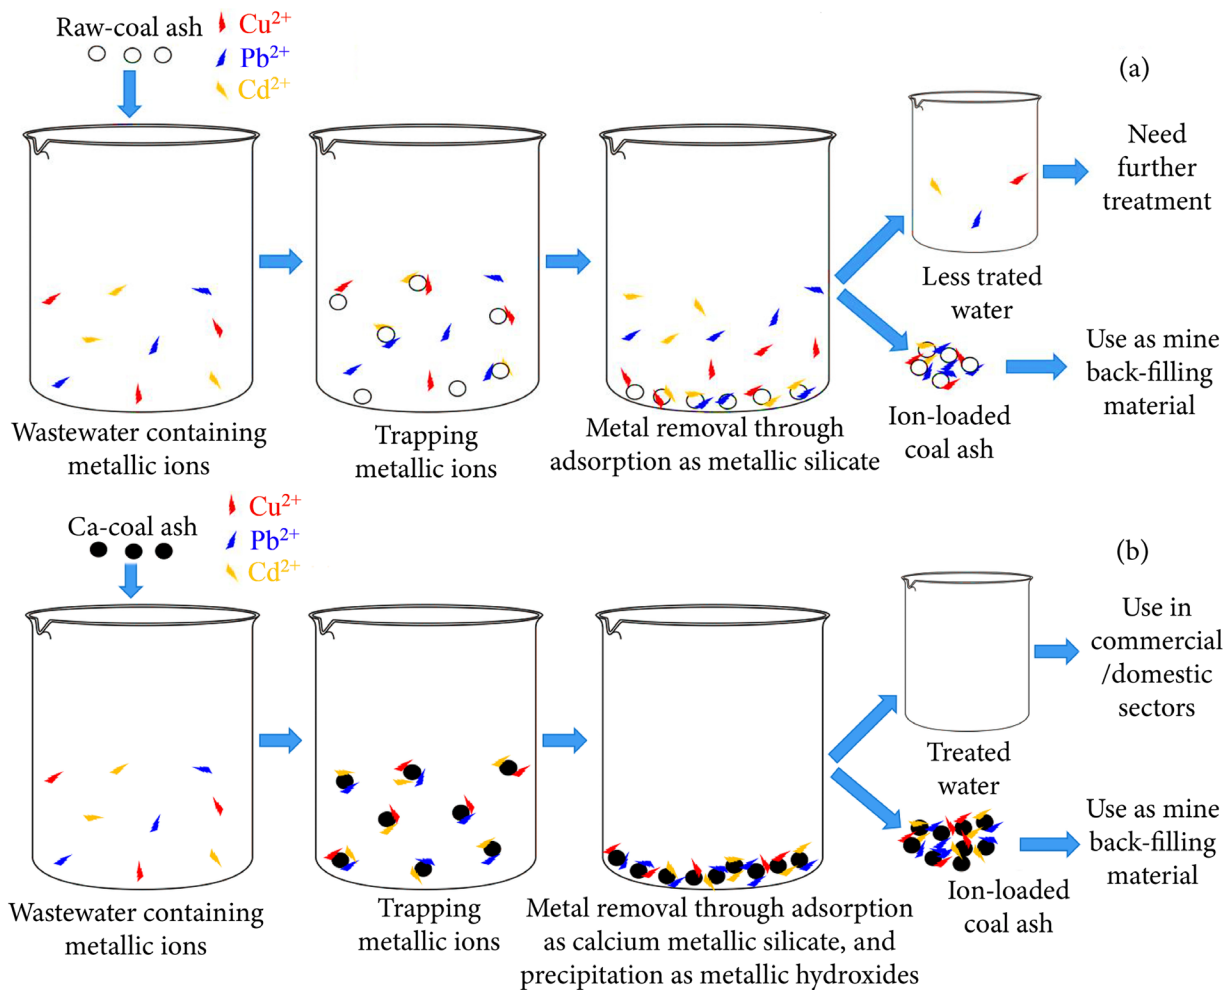 Raw-coal ash
Cu2+
Pb2+
Cd2+
(a)
Wastewater containing
metallic ions
Trapping
metallic ions
Metal removal through
adsorption as metallic silicate
Less trated
water
Need
further
treatment
Ion-loaded
coal ash
Use as mine
back-filling
material
Ca-coal ash
Cu2+
Pb2+
Cd2+
(b)
Wastewater containing
metallic ions
Trapping
metallic ions
Metal removal through adsorption
as calcium metallic silicate, and
precipitation as metallic hydroxides
Treated
water
Use in
commercial
/domestic
sectors
Ion-loaded
coal ash
Use as mine
back-filling
material